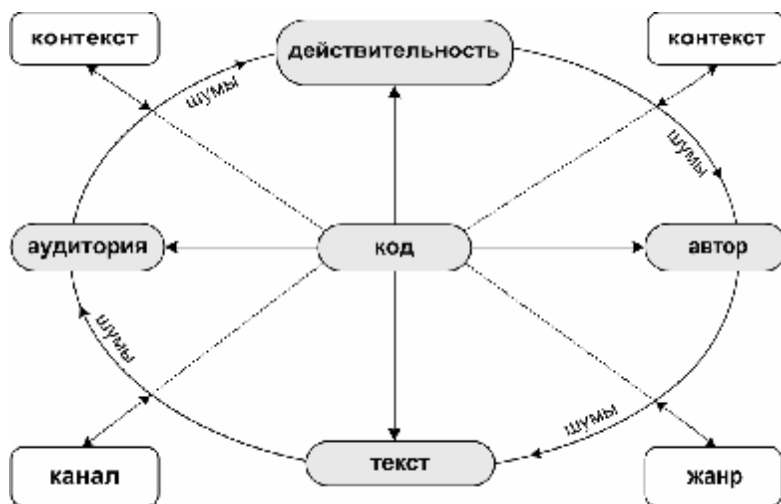 контекст
действительность
контекст
шумы
шумы
аудитория
код
автор
шумы
шумы
канал
текст
жанр